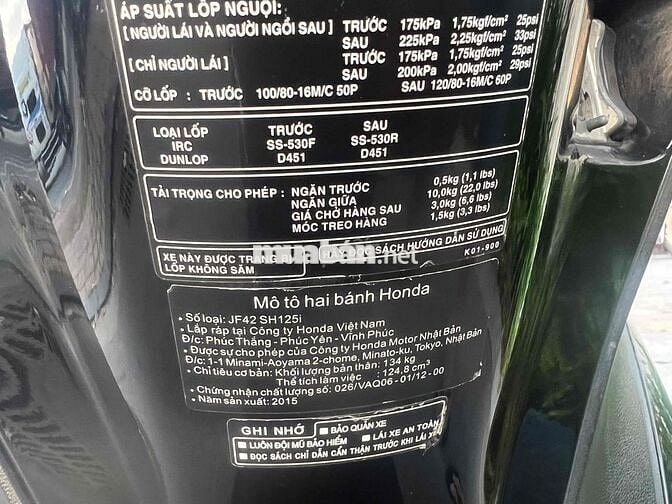 ÁP SUẤT LỐP NGUỘI:
[NGƯỜI LÁI VÀ NGƯỜI NGỒI SAU] TRƯỚC 175kPa 1,75kgf/cm² 25psi
SAU 225kPa 2,25kgf/cm² 33psi
[CHỈ NGƯỜI LÁI] TRƯỚC 175kPa 1,75kgf/cm² 25psi
SAU 200kPa 2,00kgf/cm² 29psi
CỠ LỐP : TRƯỚC 100/80-16M/C 50P SAU 120/80-16M/C 60P
LOẠI LỐP TRƯỚC SAU
IRC SS-530F SS-530R
DUNLOP D451 D451
TẢI TRỌNG CHO PHÉP : NGĂN TRƯỚC 0,5kg (1,1 lbs)
NGĂN GIỮA 10,0kg (22,0 lbs)
GIÁ CHỞ HÀNG SAU 3,0kg (6,6 lbs)
MÓC TREO HÀNG 1,5kg (3,3 lbs)
XE NÀY ĐƯỢC TRANG BỊ
LỐP KHÔNG SĂM
SÁCH HƯỚNG DẪN SỬ DỤNG
K01-900
muaban.net
Mô tô hai bánh Honda
• Số loại: JF42 SH125i
• Lắp ráp tại Công ty Honda Việt Nam
Đ/c: Phúc Thắng - Phúc Yên - Vĩnh Phúc
• Được sự cho phép của Công ty Honda Motor Nhật Bản
Đ/c: 1-1 Minami-Aoyama 2-chome, Minato-ku, Tokyo, Nhật Bản
• Chỉ tiêu cơ bản: Khối lượng bản thân: 134 kg
Thể tích làm việc : 124,8 cm³
• Chứng nhận chất lượng số: 026/VAQ06-01/12-00
• Năm sản xuất: 2015
GHI NHỚ
■ BẢO QUẢN XE
■ LUÔN ĐỘI MŨ BẢO HIỂM ■ LÁI XE AN TOÀN
■ ĐỌC SÁCH CHỈ DẪN CẨN THẬN TRƯỚC KHI LÁI XE